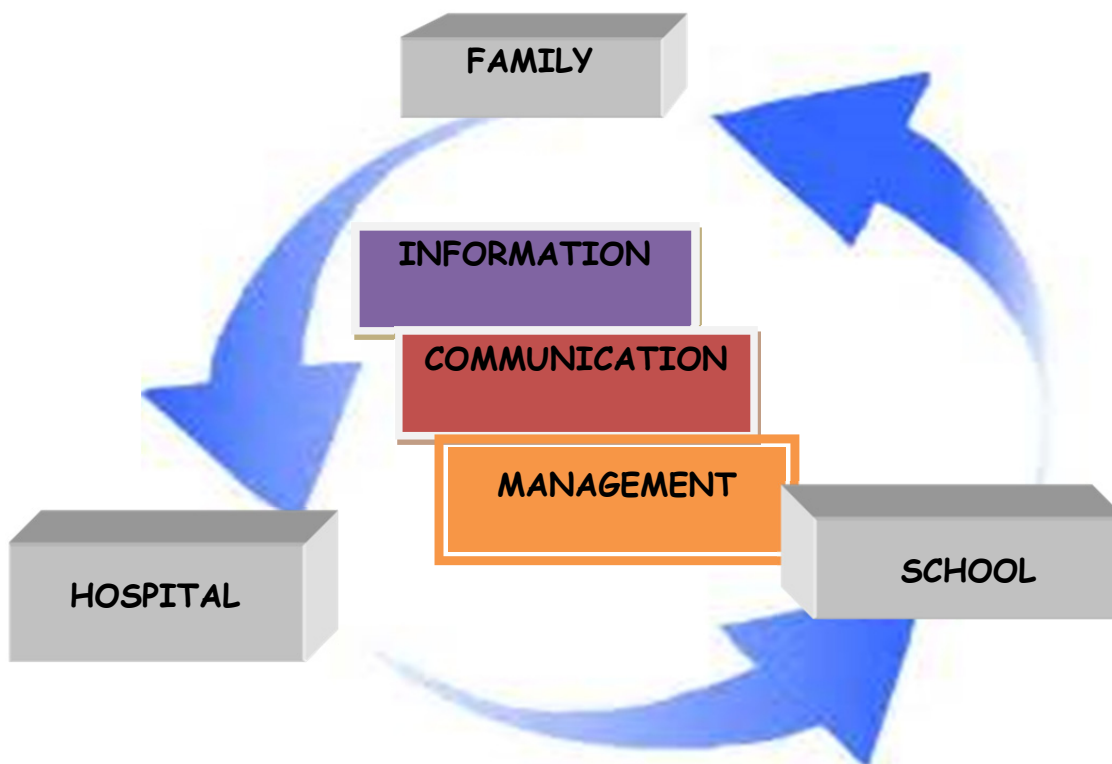 FAMILY
INFORMATION
COMMUNICATION
MANAGEMENT
SCHOOL
HOSPITAL